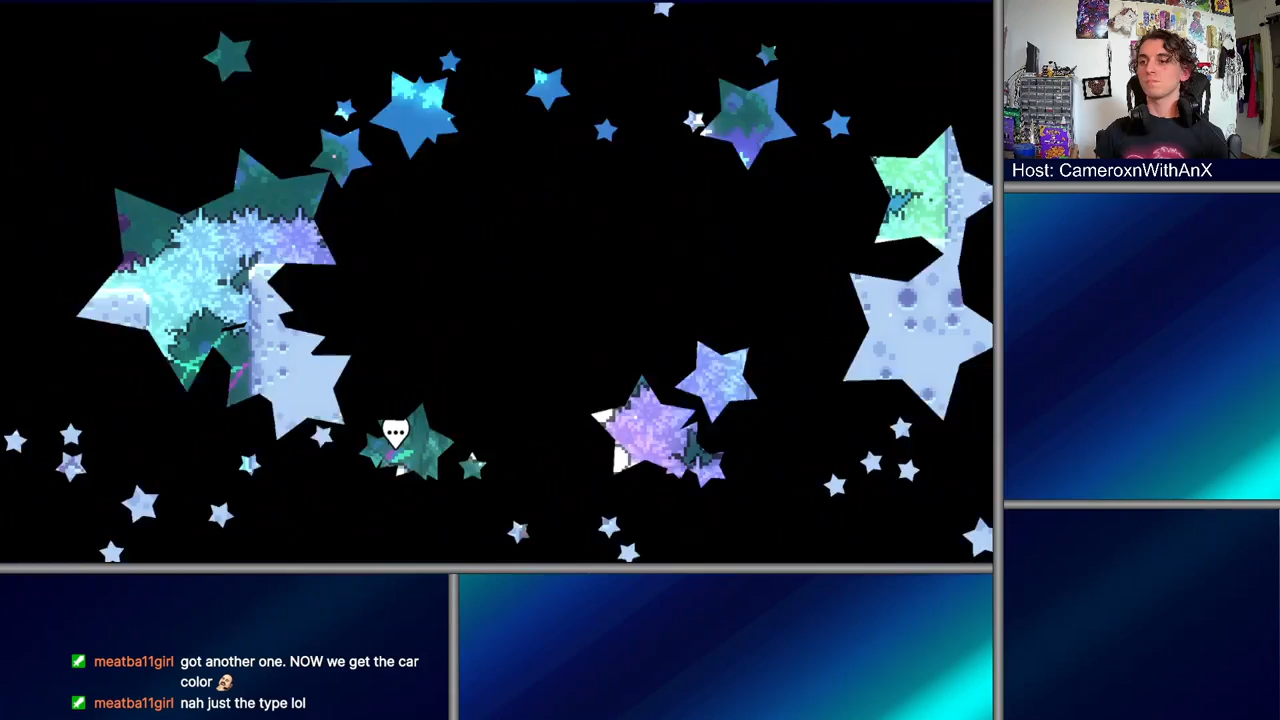 Host: CameroxnWithAnX
meatba11girl got another one. NOW we get the car
color
meatba11girl nah just the type lol